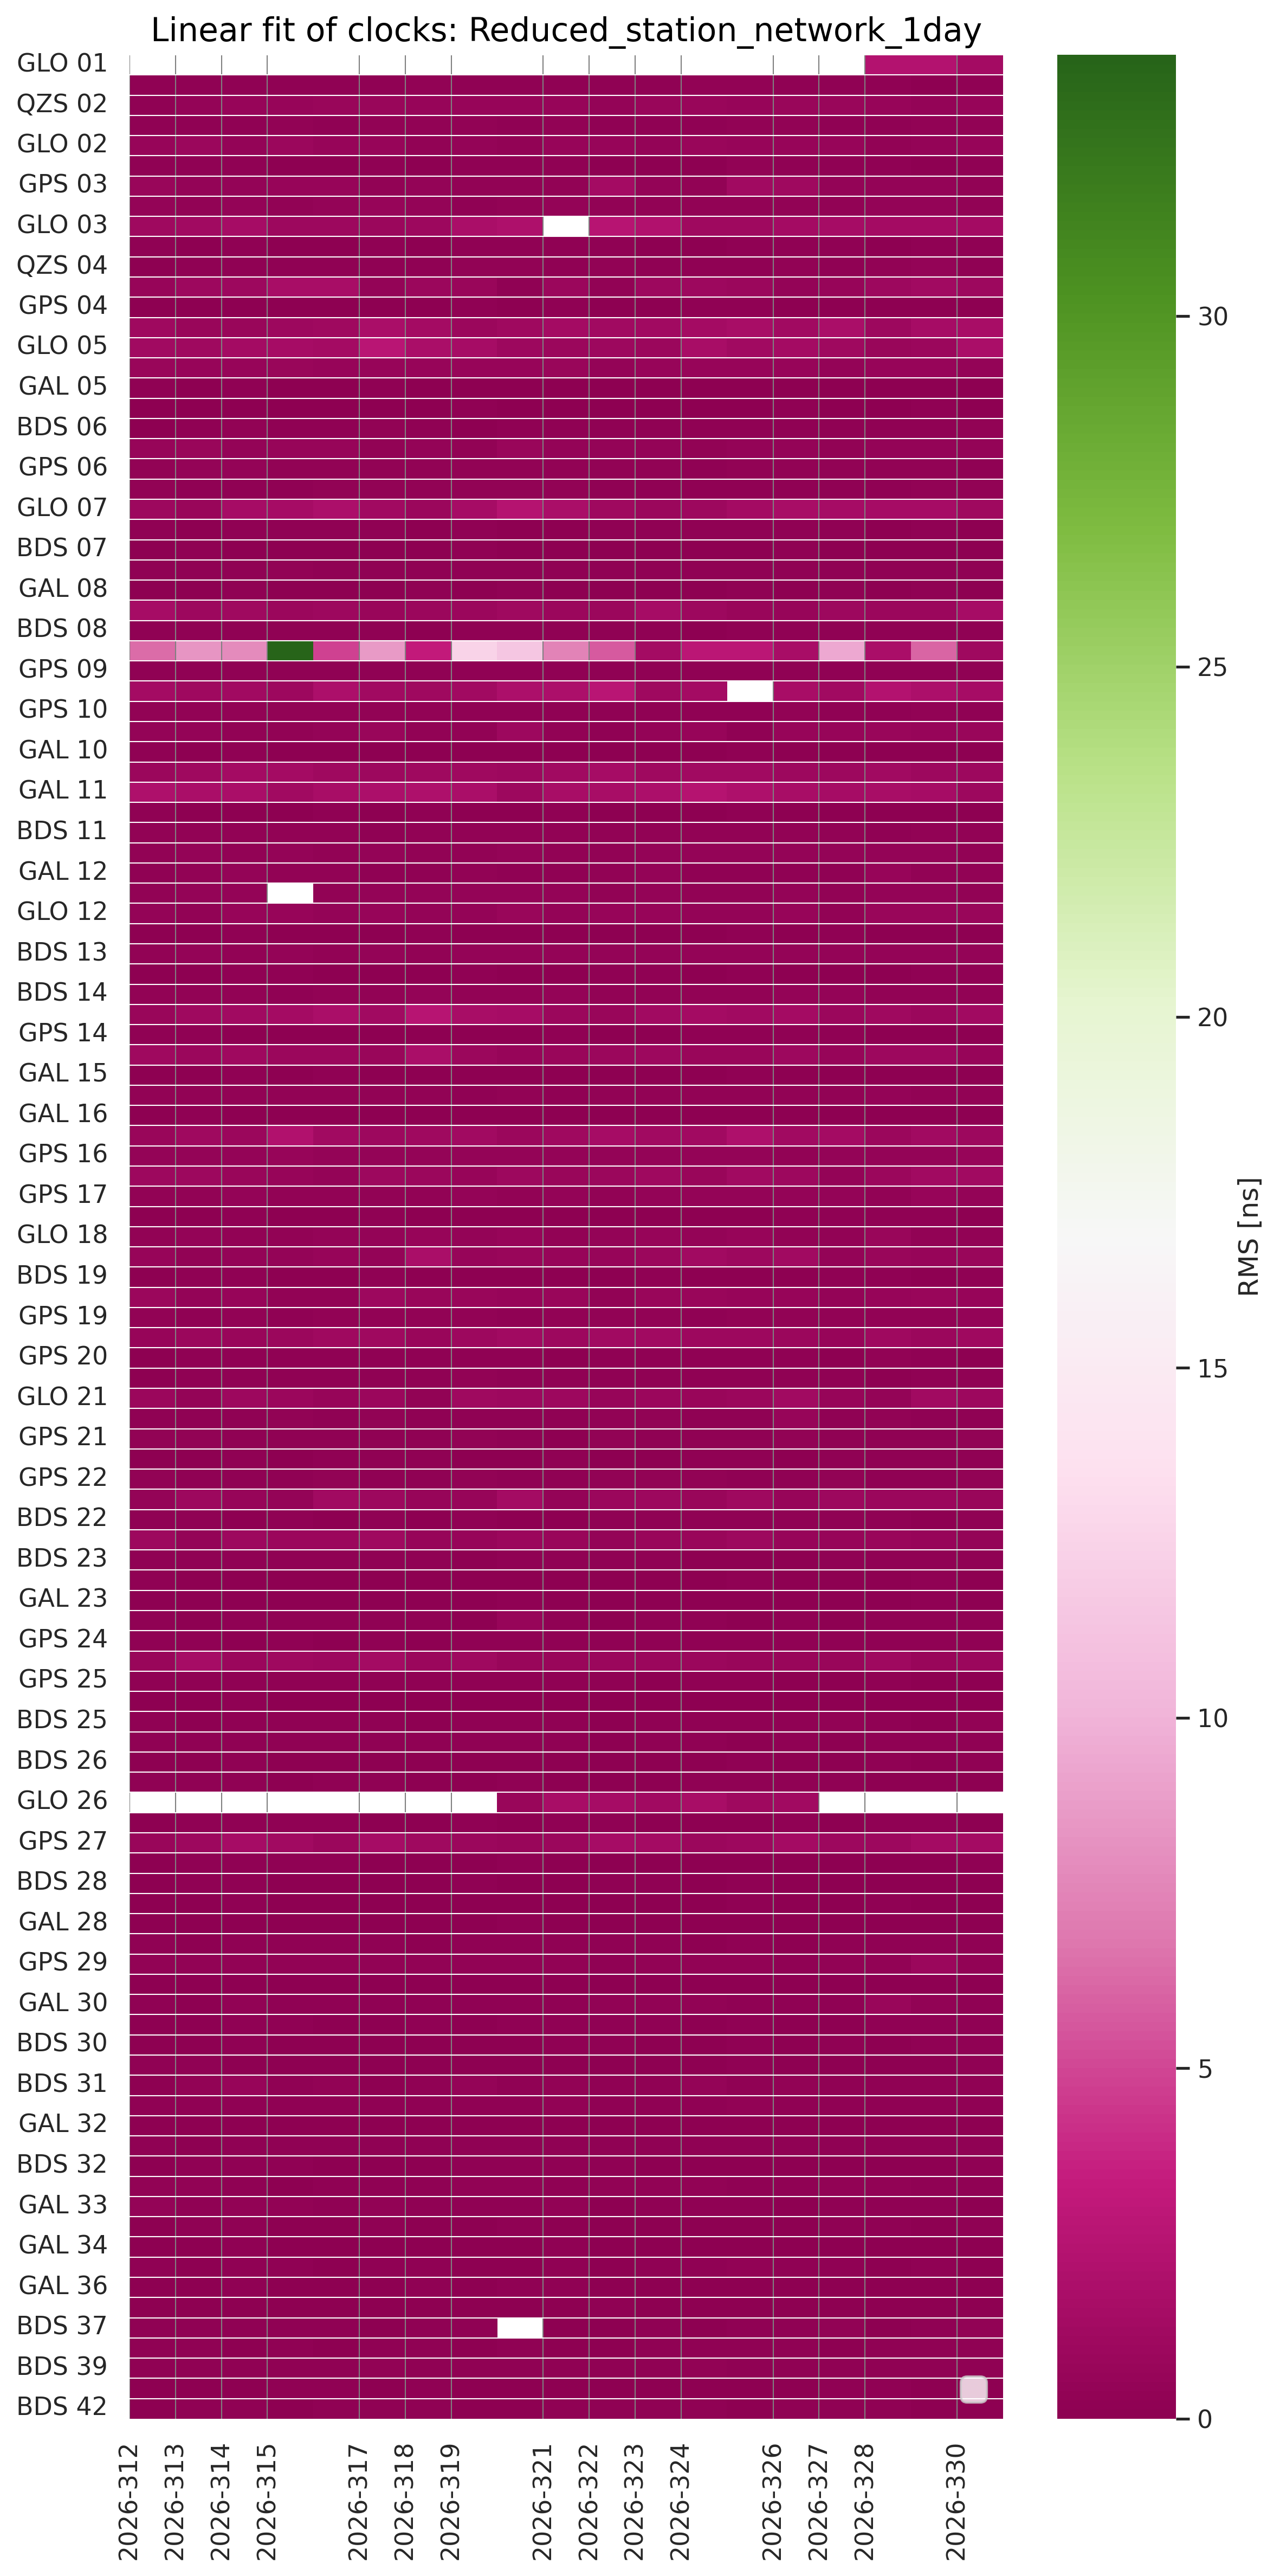 Linear fit of clocks: Reduced_station_network_1day
GLO 01
QZS 02
GLO 02
GPS 03
GLO 03
QZS 04
GPS 04
GLO 05
GAL 05
BDS 06
GPS 06
GLO 07
BDS 07
GAL 08
BDS 08
GPS 09
GPS 10
GAL 10
GAL 11
BDS 11
GAL 12
GLO 12
BDS 13
BDS 14
GPS 14
GAL 15
GAL 16
GPS 16
GPS 17
GLO 18
BDS 19
GPS 19
GPS 20
GLO 21
GPS 21
GPS 22
BDS 22
BDS 23
GAL 23
GPS 24
GPS 25
BDS 25
BDS 26
GLO 26
GPS 27
BDS 28
GAL 28
GPS 29
GAL 30
BDS 30
BDS 31
GAL 32
BDS 32
GAL 33
GAL 34
GAL 36
BDS 37
BDS 39
BDS 42
2026-312
2026-313
2026-314
2026-315
2026-317
2026-318
2026-319
2026-321
2026-322
2026-323
2026-324
2026-326
2026-327
2026-328
2026-330
30
25
20
15
10
5
0
RMS [ns]